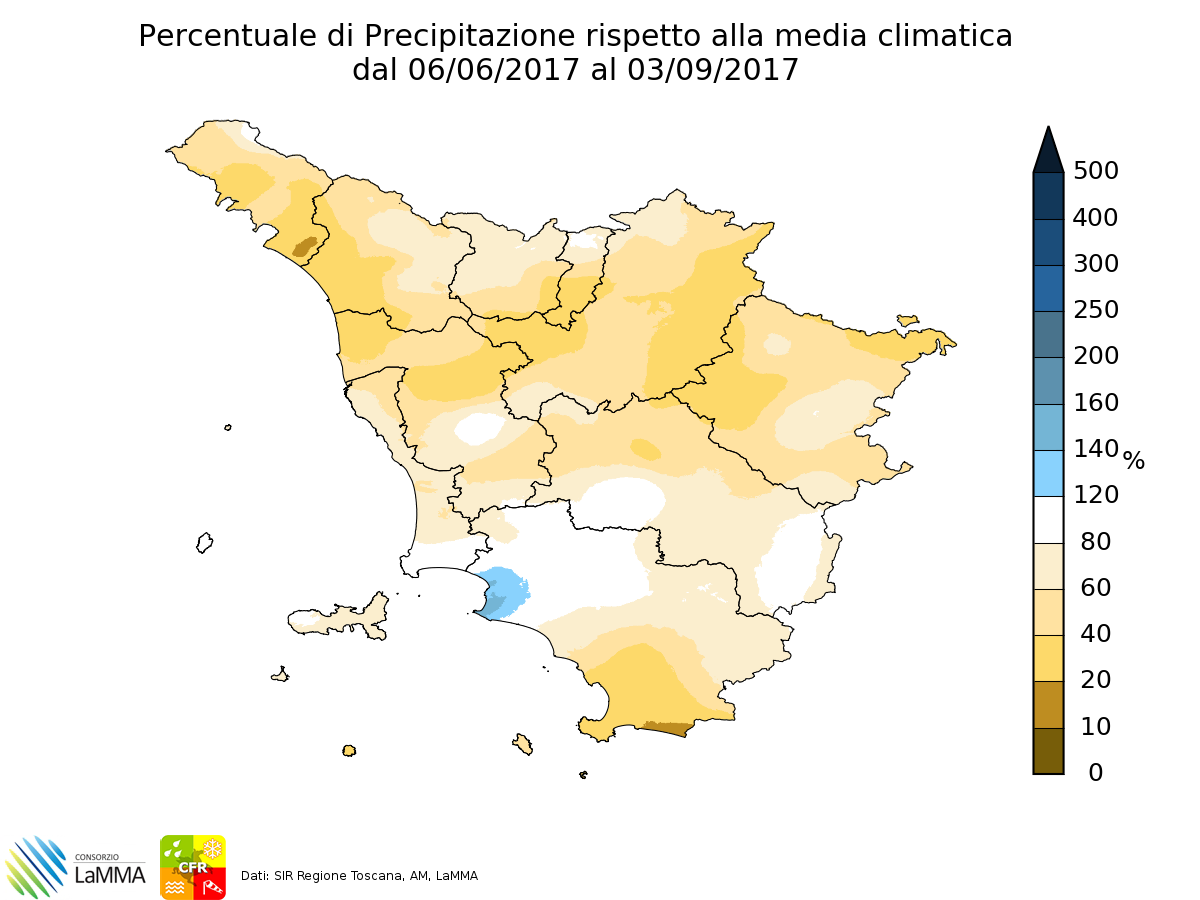 Percentuale di Precipitazione rispetto alla media climatica
dal 06/06/2017 al 03/09/2017
500
400
300
250
200
160
140
%
120
80
60
40
20
10
0
CONSORZIO
LaMMA
CFR
Dati: SIR Regione Toscana, AM, LaMMA